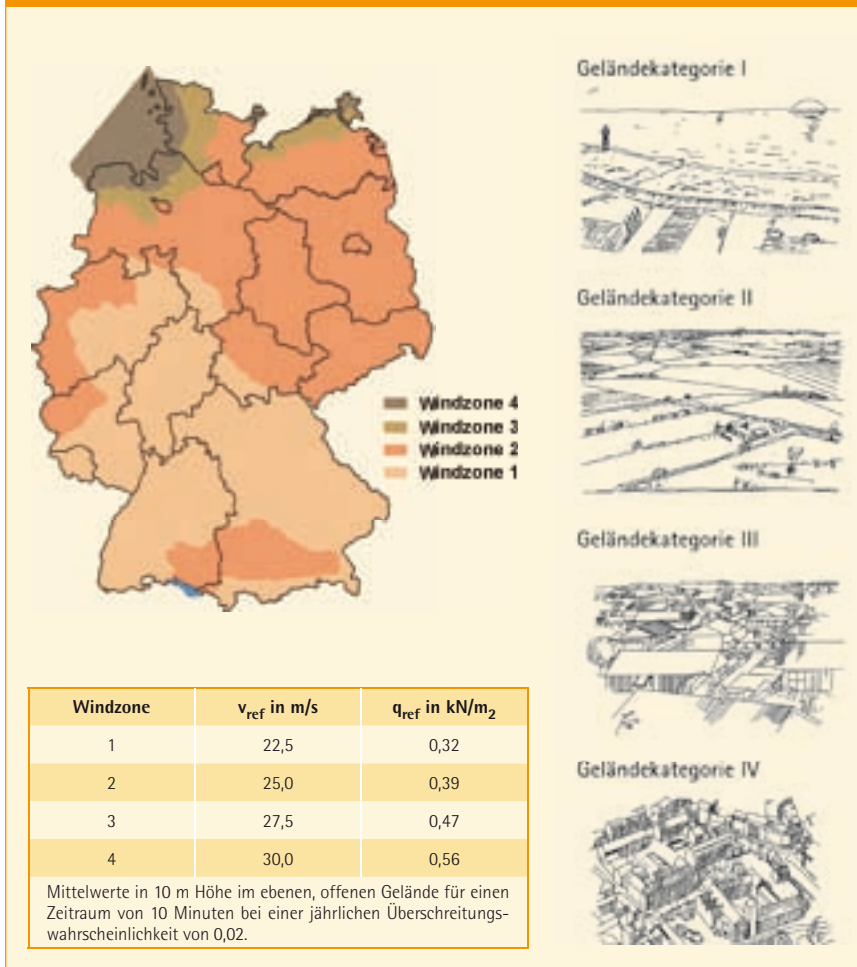 Geländekategorie I
Geländekategorie II
Windzone 4
Windzone 3
Windzone 2
Windzone 1
Geländekategorie III
Windzone v_ref in m/s q_ref in kN/m_2
1 22,5 0,32
2 25,0 0,39
3 27,5 0,47
4 30,0 0,56
Mittelwerte in 10 m Höhe im ebenen, offenen Gelände für einen
Zeitraum von 10 Minuten bei einer jährlichen Überschreitungs-
wahrscheinlichkeit von 0,02.
Geländekategorie IV